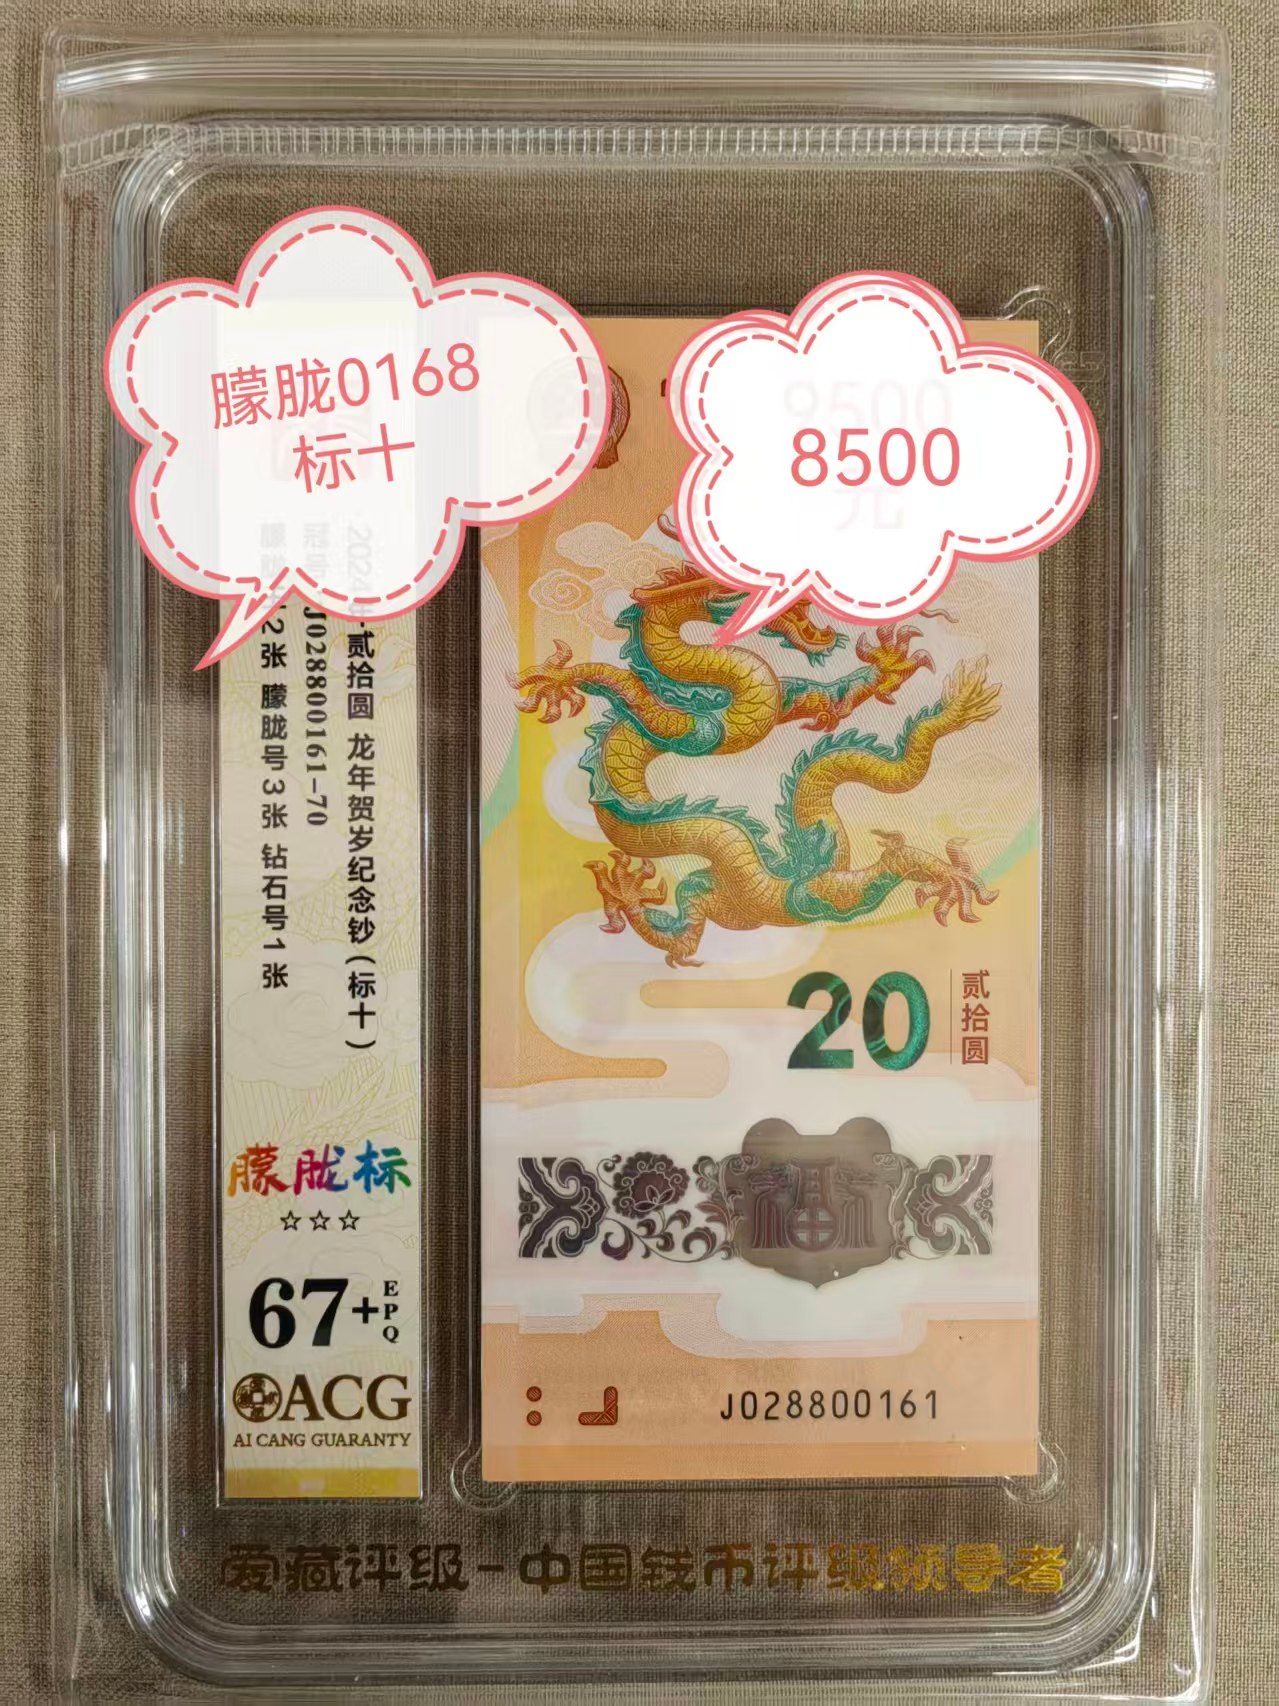 朦胧0168
标十
8500
2024年 贰拾圆 龙年贺岁纪念钞(标十)
冠号 J028800161-70
2张 朦胧号3张 钻石号1张
朦胧标
☆☆☆
67+EPQ
ACG
AI CANG GUARANTY
20
贰拾圆
福
J028800161
爱藏评级-中国钱币评级领导者